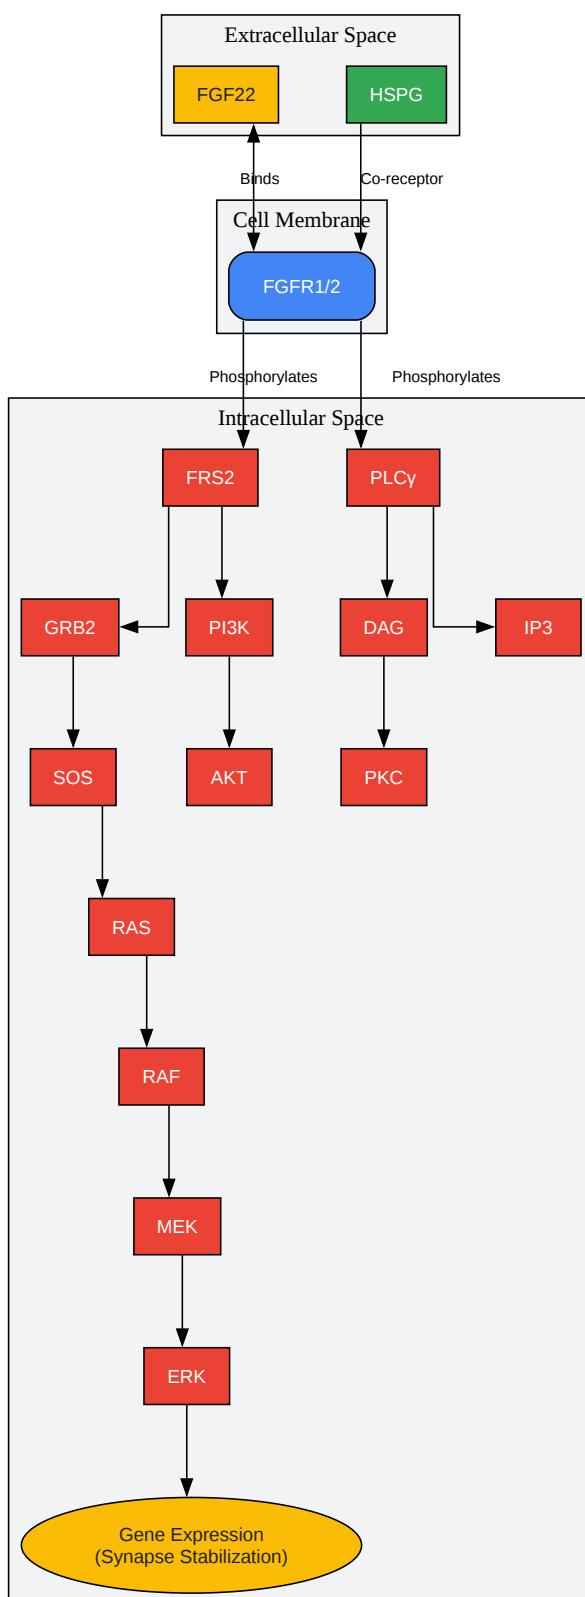 Extracellular Space
FGF22
HSPG
Binds
Co-receptor
Cell Membrane
FGFR1/2
Phosphorylates
Phosphorylates
Intracellular Space
FRS2
PLCγ
GRB2
PI3K
DAG
IP3
SOS
AKT
PKC
RAS
RAF
MEK
ERK
Gene Expression
(Synapse Stabilization)